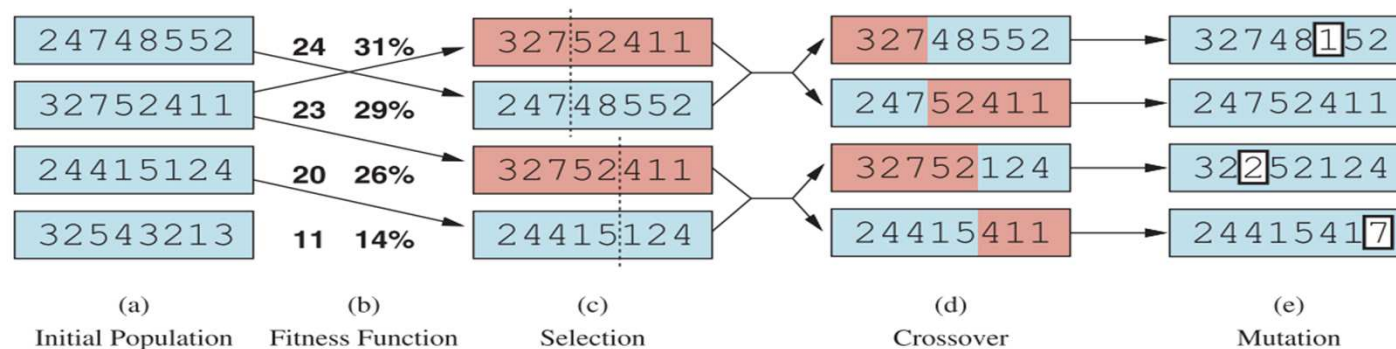 24748552 24 31% 32752411 32748552 32748152
32752411 23 29% 24748552 24752411 24752411
24415124 20 26% 32752411 32752124 32252124
32543213 11 14% 24415124 24415411 24415417
(a) (b) (c) (d) (e)
Initial Population Fitness Function Selection Crossover Mutation